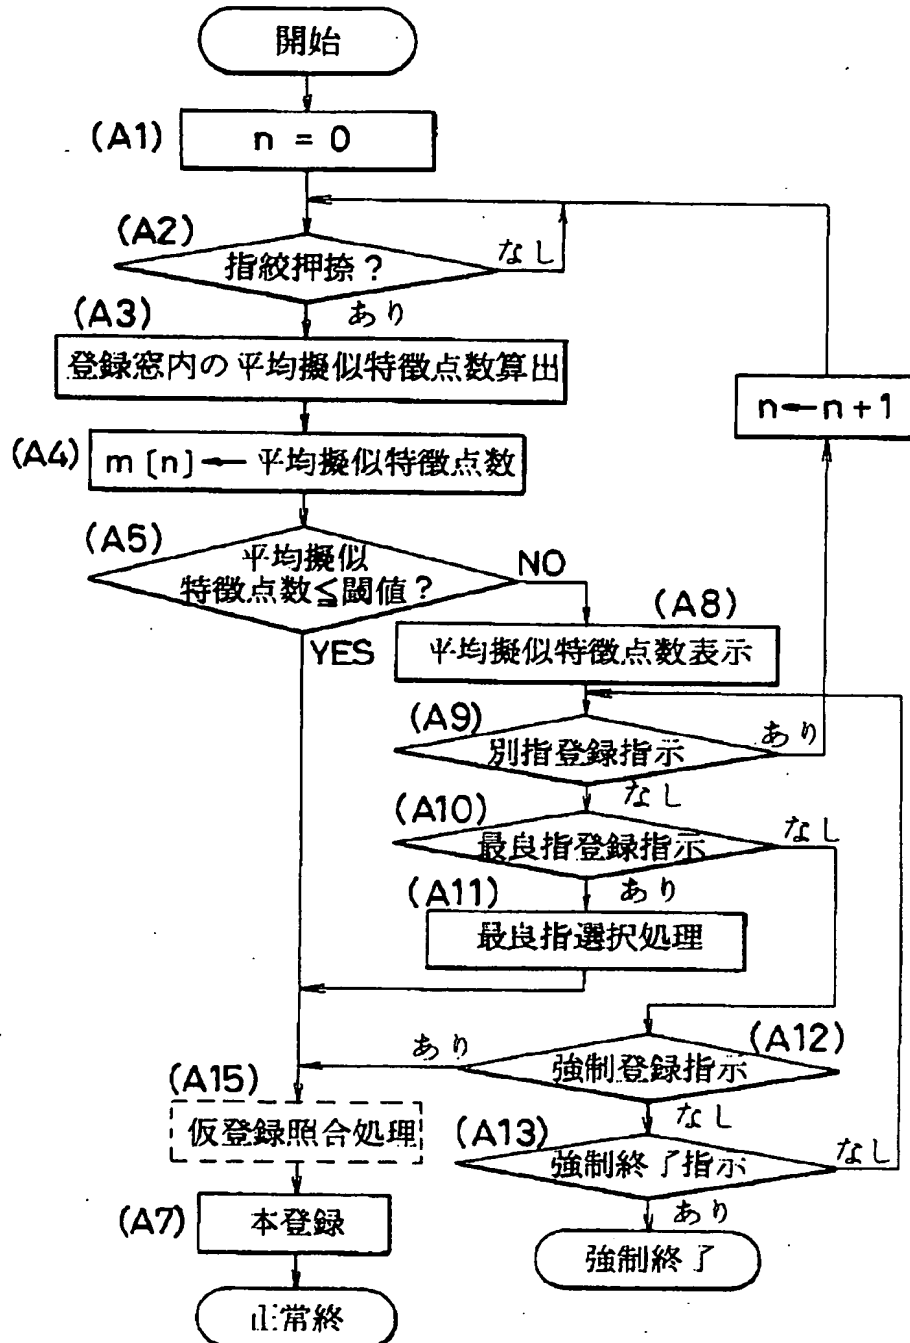 開始
(A1)
n = 0
(A2)
指紋押捺?
なし
あり
(A3)
登録窓内の平均擬似特徴点数算出
n←n+1
(A4)
m[n]← 平均擬似特徴点数
(A5)
平均擬似
特徴点数≦閾値?
NO
YES
(A8)
平均擬似特徴点数表示
(A9)
別指登録指示
あり
なし
(A10)
最良指登録指示
なし
あり
(A11)
最良指選択処理
(A12)
強制登録指示
あり
なし
(A15)
仮登録照合処理
(A13)
強制終了指示
なし
あり
(A7)
本登録
強制終了
正常終